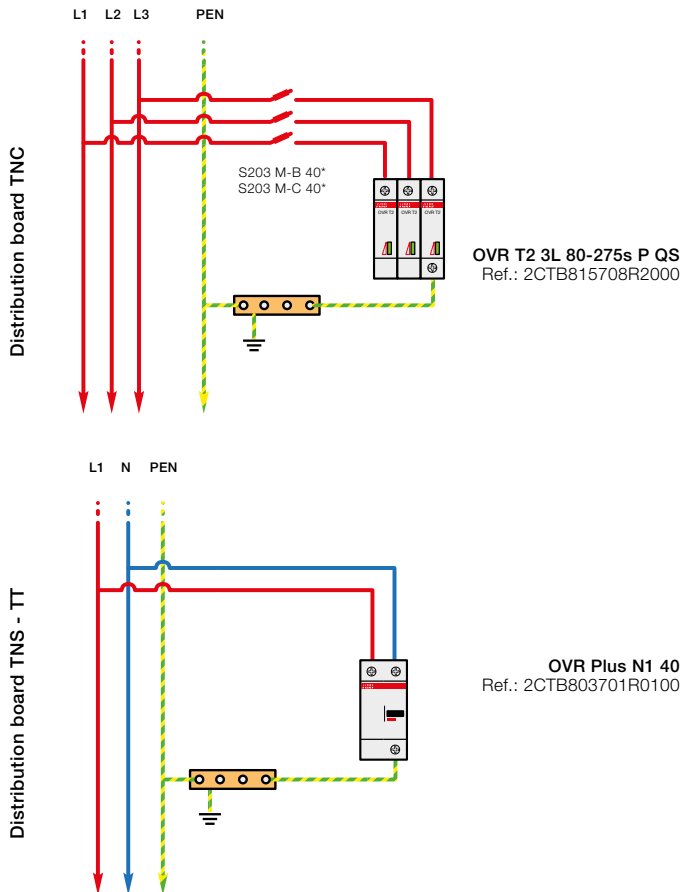 L1 L2 L3 PEN
Distribution board TNC
S203 M-B 40*
S203 M-C 40*
OVR T2 OVR T2 OVR T2
OVR T2 3L 80-275s P QS
Ref.: 2CTB815708R2000
L1 N PEN
Distribution board TNS - TT
OVR Plus N1 40
Ref.: 2CTB803701R0100